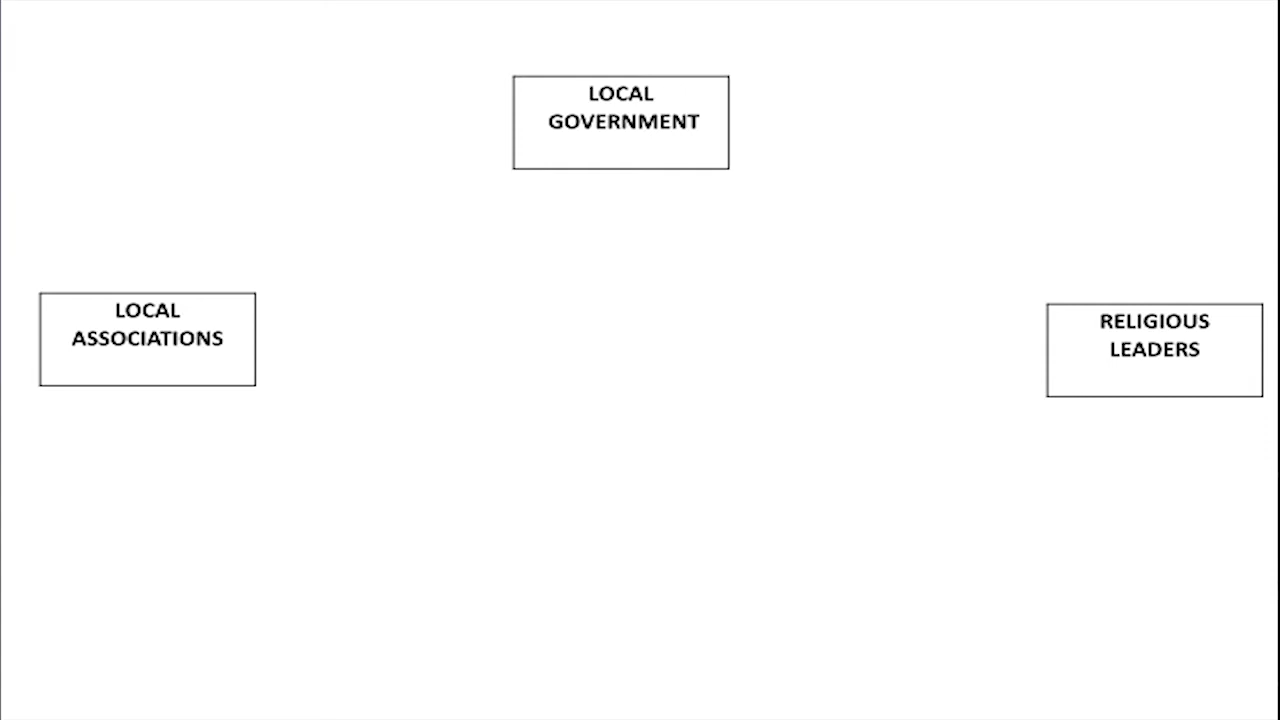 LOCAL
GOVERNMENT
LOCAL
ASSOCIATIONS
RELIGIOUS
LEADERS